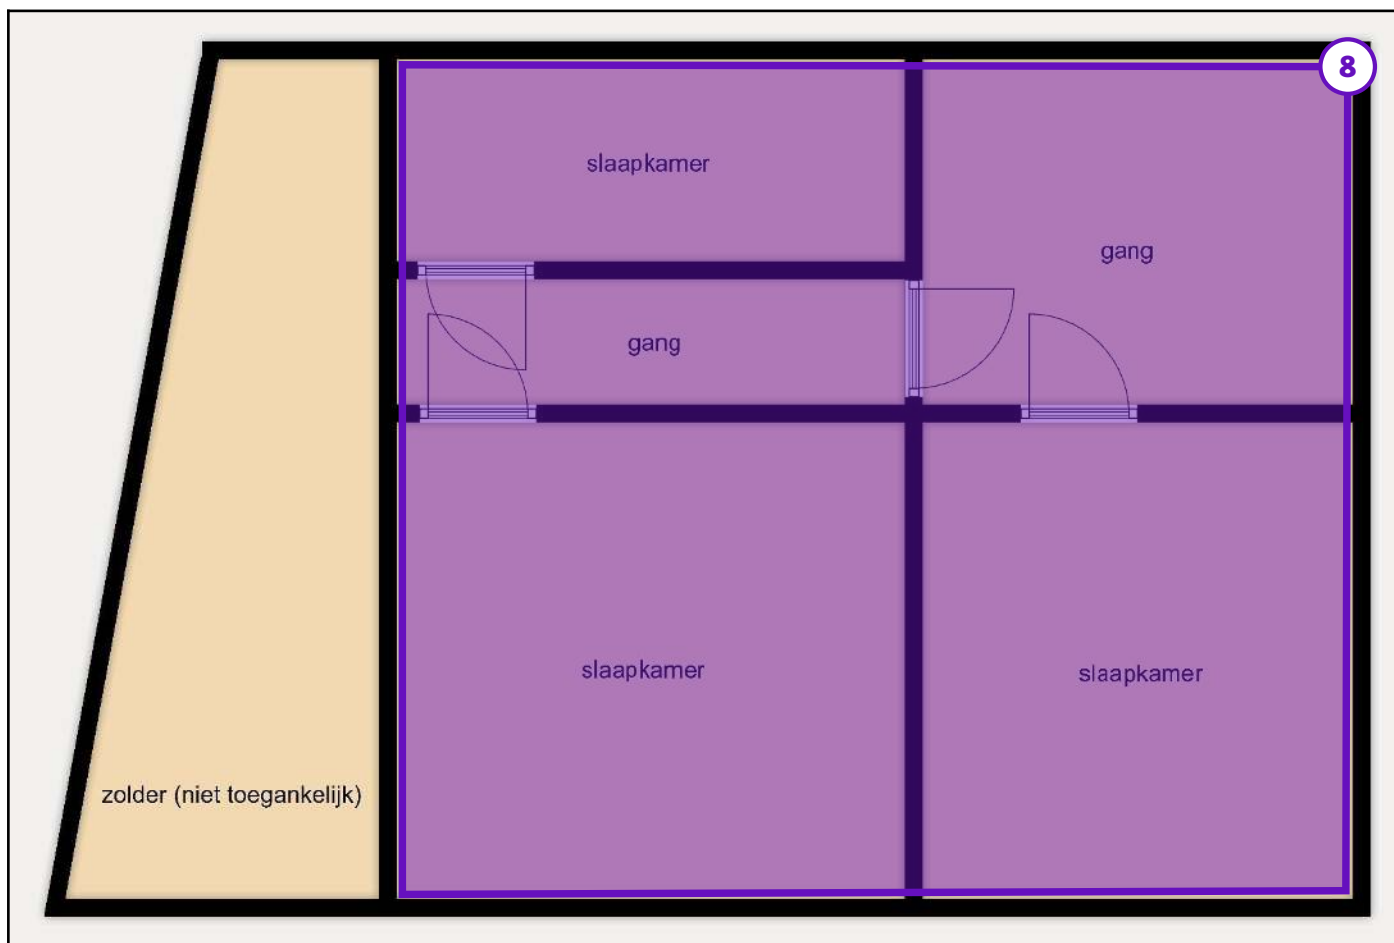 8
slaapkamer
gang
gang
slaapkamer
slaapkamer
zolder (niet toegankelijk)